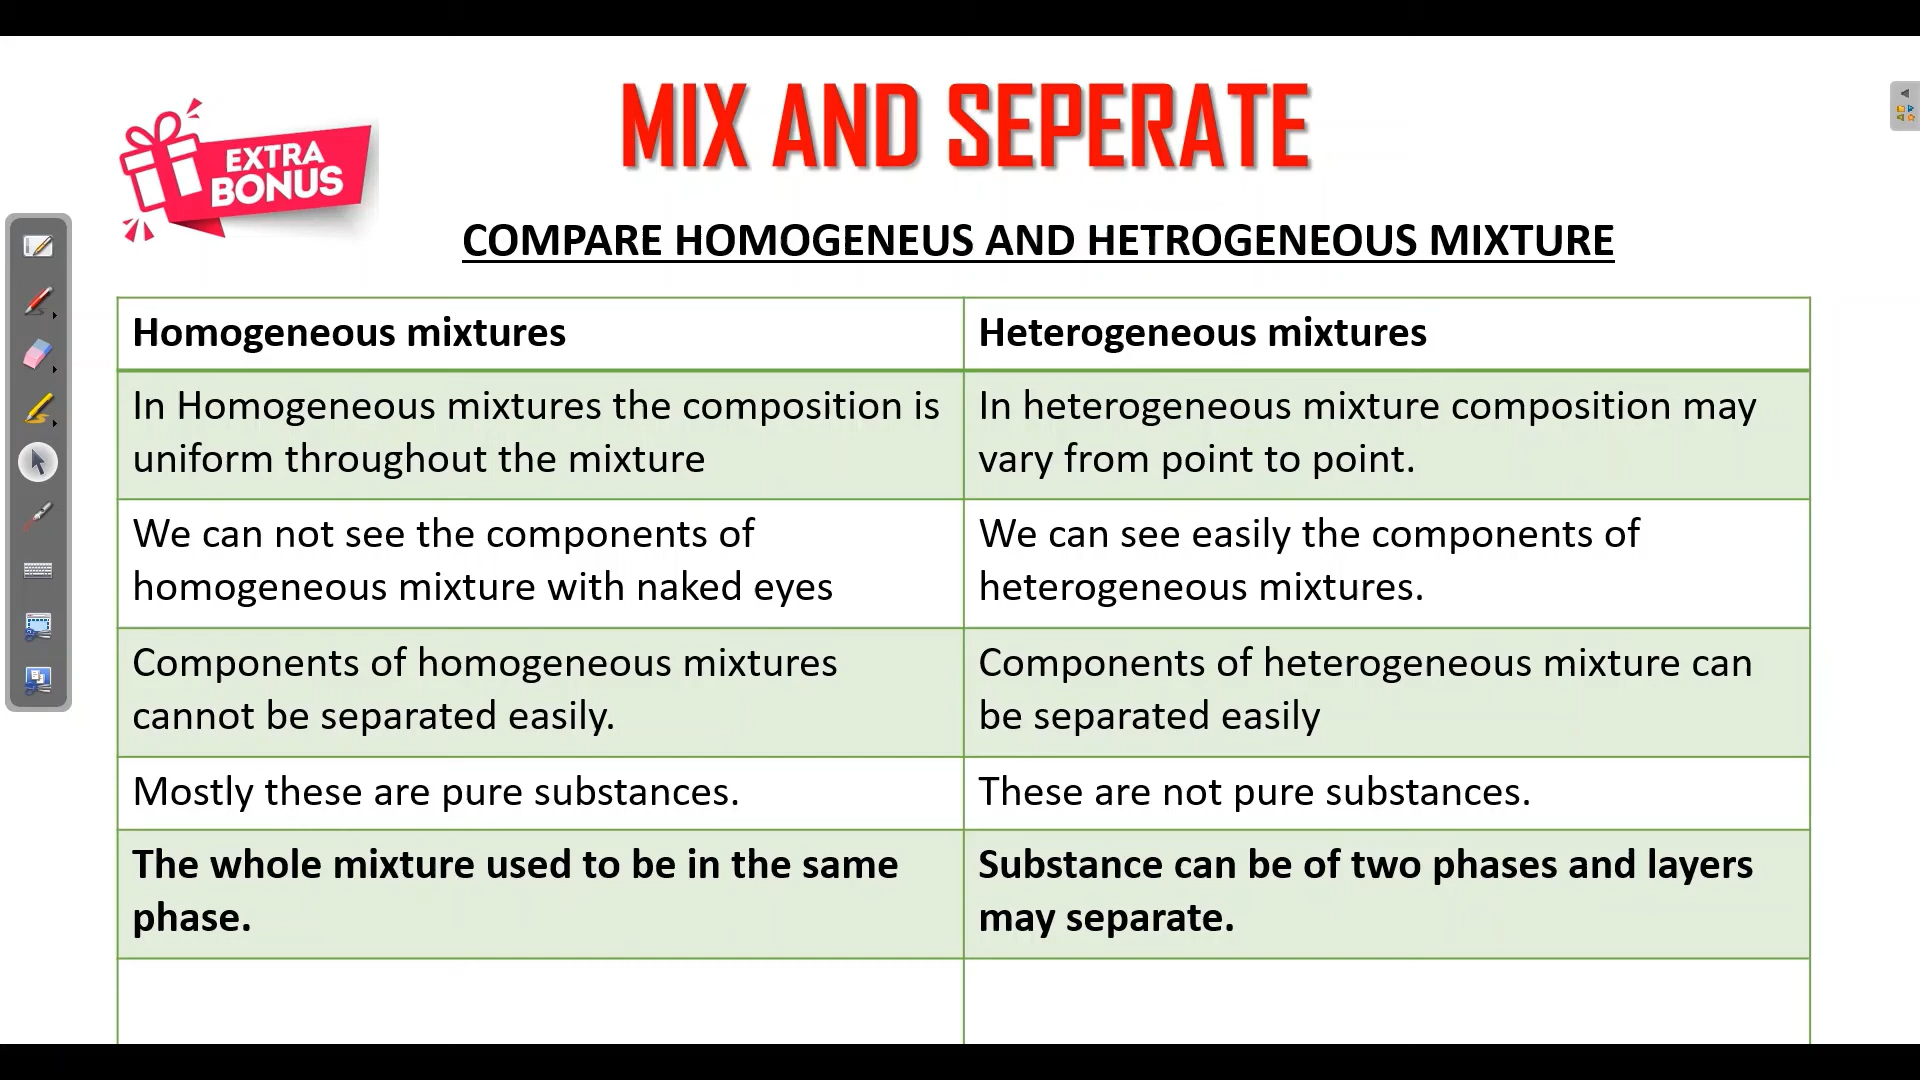 MIX AND SEPERATE
EXTRA
BONUS
COMPARE HOMOGENEUS AND HETROGENEOUS MIXTURE
Homogeneous mixtures
Heterogeneous mixtures
In Homogeneous mixtures the composition is
uniform throughout the mixture
In heterogeneous mixture composition may
vary from point to point.
We can not see the components of
homogeneous mixture with naked eyes
We can see easily the components of
heterogeneous mixtures.
Components of homogeneous mixtures
cannot be separated easily.
Components of heterogeneous mixture can
be separated easily
Mostly these are pure substances.
These are not pure substances.
The whole mixture used to be in the same
phase.
Substance can be of two phases and layers
may separate.